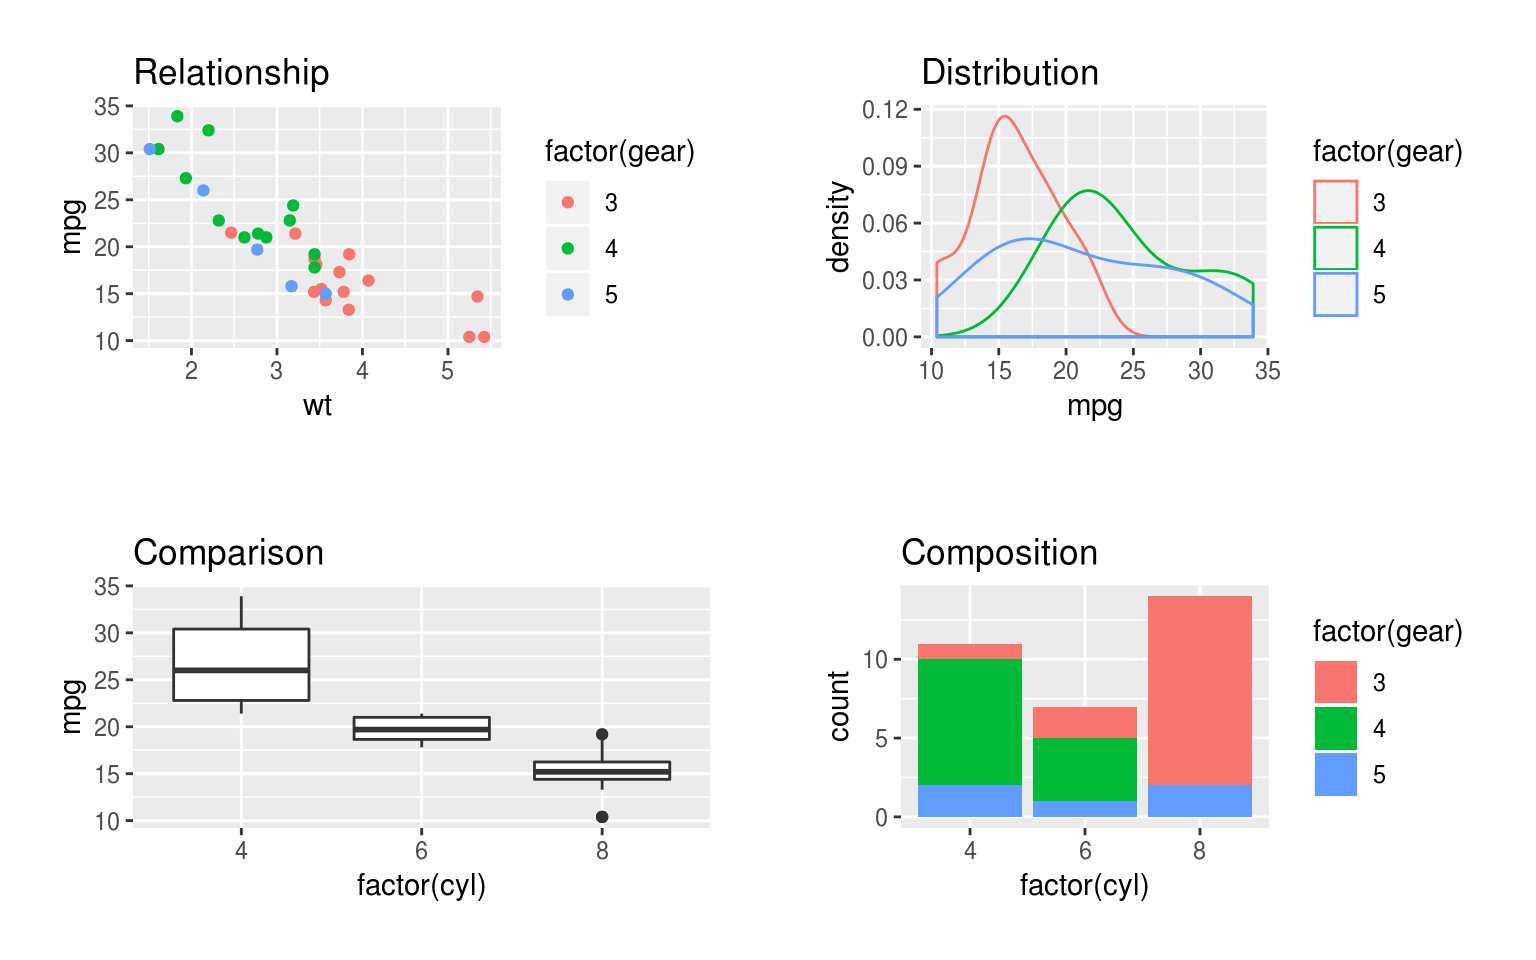 Relationship
35
30
25
20
15
10
mpg
2 3 4 5
wt
factor(gear)
3
4
5
Distribution
0.12
0.09
0.06
0.03
0.00
density
10 15 20 25 30 35
mpg
factor(gear)
3
4
5
Comparison
35
30
25
20
15
10
mpg
4 6 8
factor(cyl)
Composition
10
5
0
count
4 6 8
factor(cyl)
factor(gear)
3
4
5